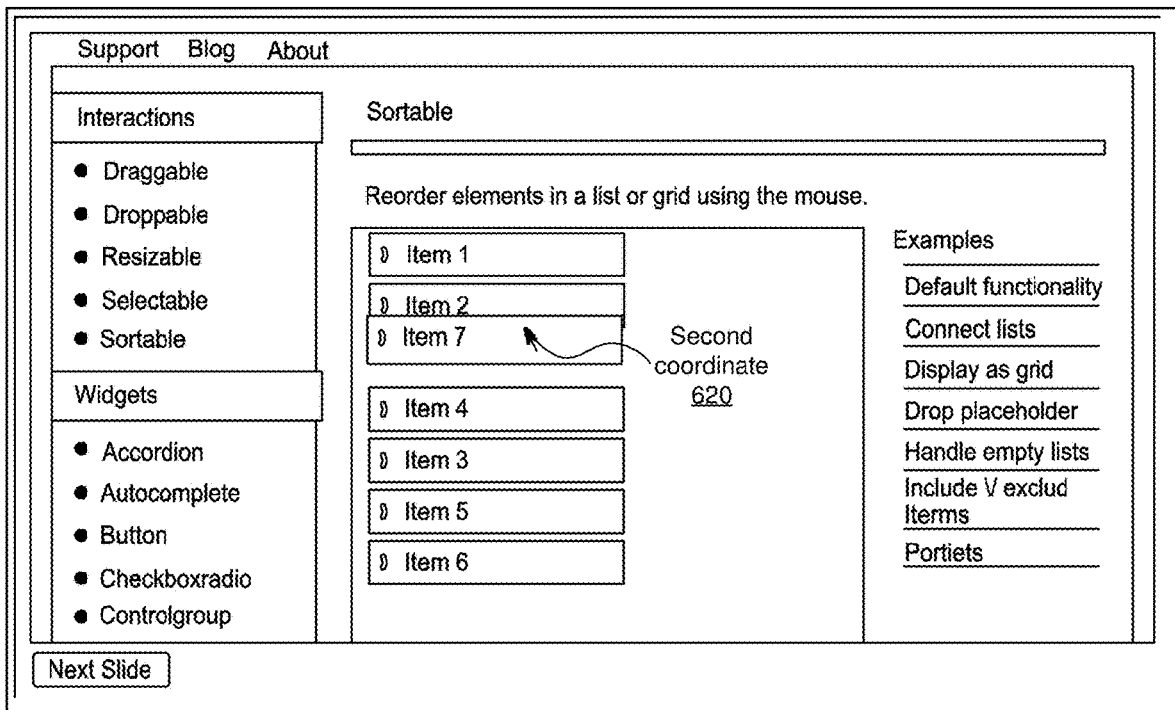 Support Blog About
Interactions
Draggable
Droppable
Resizable
Selectable
Sortable
Widgets
Accordion
Autocomplete
Button
Checkboxradio
Controlgroup
Sortable
Reorder elements in a list or grid using the mouse.
Item 1
Item 2
Item 7
Item 4
Item 3
Item 5
Item 6
Second
coordinate
620
Examples
Default functionality
Connect lists
Display as grid
Drop placeholder
Handle empty lists
Include \/ exclud
Iterms
Portiets
Next Slide